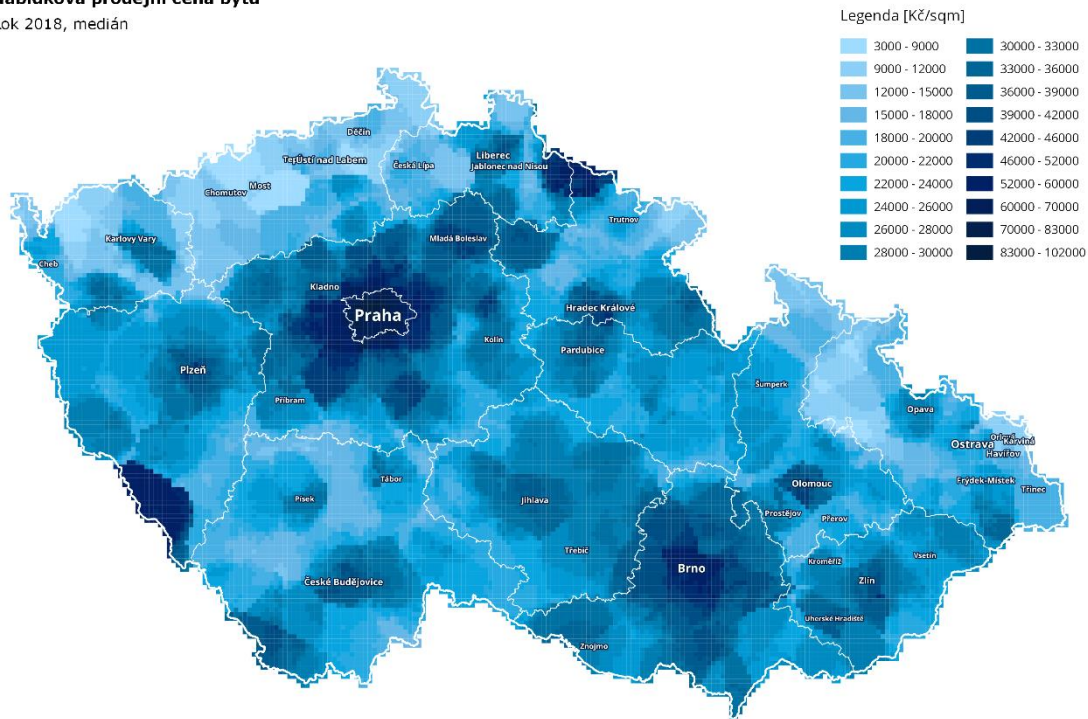 Nabídková prodejní cena bytů
Rok 2018, medián
Legenda [Kč/sqm]
3000 - 9000
9000 - 12000
12000 - 15000
15000 - 18000
18000 - 20000
20000 - 22000
22000 - 24000
24000 - 26000
26000 - 28000
28000 - 30000
30000 - 33000
33000 - 36000
36000 - 39000
39000 - 42000
42000 - 46000
46000 - 52000
52000 - 60000
60000 - 70000
70000 - 83000
83000 - 102000
Děčín
Ústí nad Labem
Česká Lípa
Liberec
Jablonec nad Nisou
Most
Chomutov
Trutnov
Karlovy Vary
Mladá Boleslav
Cheb
Kladno
Hradec Králové
Praha
Kolín
Pardubice
Plzeň
Šumperk
Příbram
Opava
Orlová
Karviná
Ostrava
Havířov
Tábor
Frýdek-Místek
Olomouc
Třinec
Písek
Jihlava
Prostějov
Přerov
Třebíč
Vsetín
Kroměříž
Brno
České Budějovice
Zlín
Uherské Hradiště
Znojmo